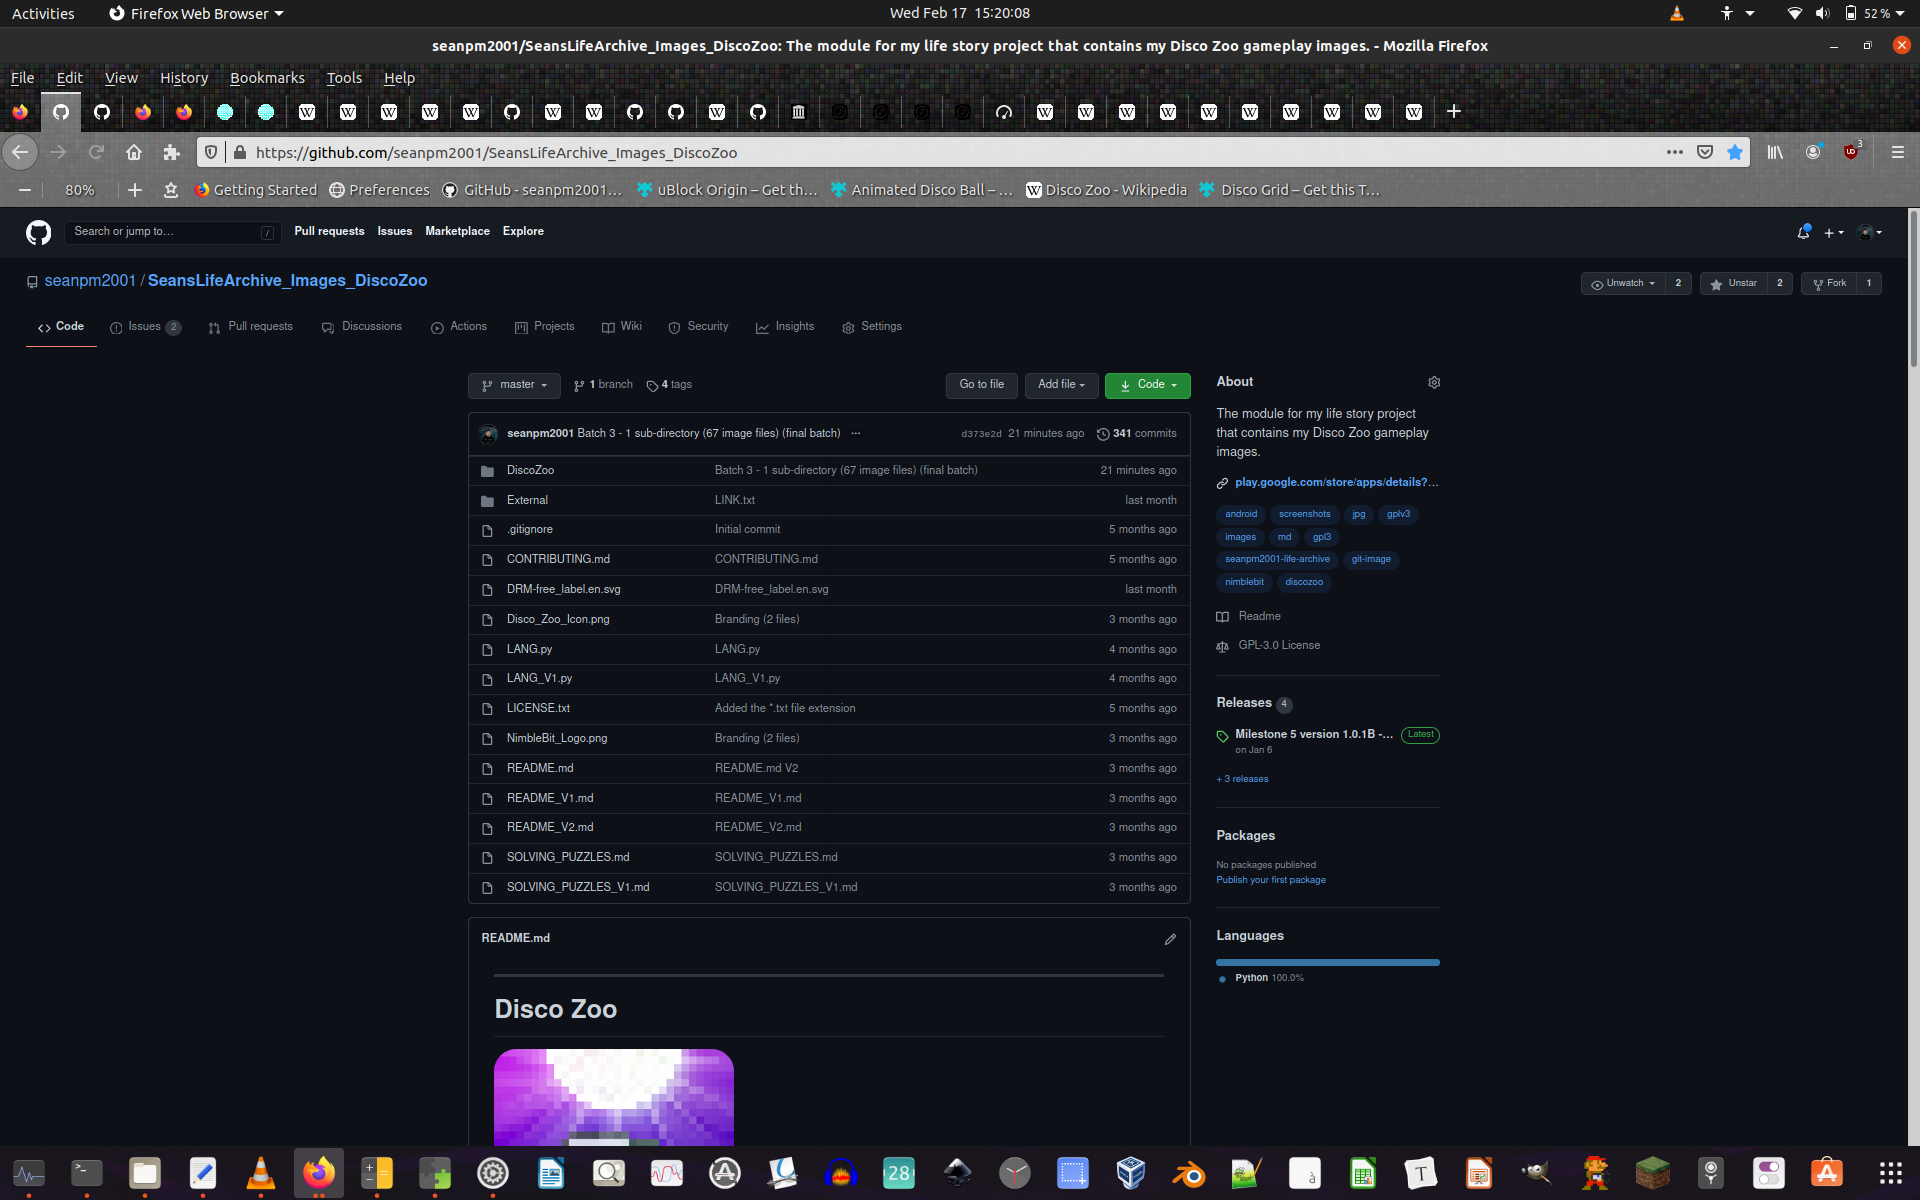 Activities
Firefox Web Browser
Wed Feb 17  15:20:08
52 %
seanpm2001/SeansLifeArchive_Images_DiscoZoo: The module for my life story project that contains my Disco Zoo gameplay images. - Mozilla Firefox
File Edit View History Bookmarks Tools Help
https://github.com/seanpm2001/SeansLifeArchive_Images_DiscoZoo
3
80%
Getting Started
Preferences
GitHub - seanpm2001…
uBlock Origin – Get th…
Animated Disco Ball – …
Disco Zoo - Wikipedia
Disco Grid – Get this T…
Search or jump to…
/
Pull requests Issues Marketplace Explore
seanpm2001 / SeansLifeArchive_Images_DiscoZoo
Unwatch 2
Unstar 2
Fork 1
Code
Issues 2
Pull requests
Discussions
Actions
Projects
Wiki
Security
Insights
Settings
master
1 branch
4 tags
Go to file
Add file
Code
seanpm2001 Batch 3 - 1 sub-directory (67 image files) (final batch) ...
d373e2d 21 minutes ago
341 commits
DiscoZoo Batch 3 - 1 sub-directory (67 image files) (final batch) 21 minutes ago
External LINK.txt last month
.gitignore Initial commit 5 months ago
CONTRIBUTING.md CONTRIBUTING.md 5 months ago
DRM-free_label.en.svg DRM-free_label.en.svg last month
Disco_Zoo_Icon.png Branding (2 files) 3 months ago
LANG.py LANG.py 4 months ago
LANG_V1.py LANG_V1.py 4 months ago
LICENSE.txt Added the *.txt file extension 5 months ago
NimbleBit_Logo.png Branding (2 files) 3 months ago
README.md README.md V2 3 months ago
README_V1.md README_V1.md 3 months ago
README_V2.md README_V2.md 3 months ago
SOLVING_PUZZLES.md SOLVING_PUZZLES.md 3 months ago
SOLVING_PUZZLES_V1.md SOLVING_PUZZLES_V1.md 3 months ago
README.md
Disco Zoo
About
The module for my life story project
that contains my Disco Zoo gameplay
images.
play.google.com/store/apps/details?…
android screenshots jpg gplv3
images md gpl3
seanpm2001-life-archive git-image
nimblebit discozoo
Readme
GPL-3.0 License
Releases 4
Milestone 5 version 1.0.1B -… Latest
on Jan 6
+ 3 releases
Packages
No packages published
Publish your first package
Languages
Python 100.0%
28